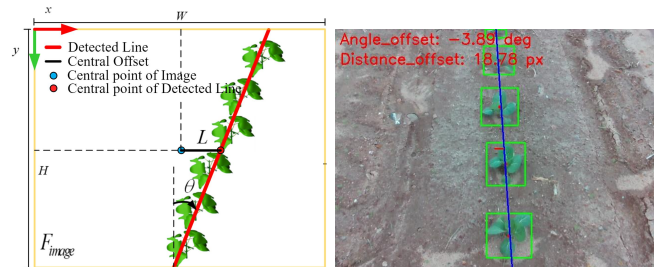 x
W
y
Detected Line
Central Offset
Central point of Image
Central point of Detected Line
L
H
θ
F image
Angle_offset: -3.89 deg
Distance_offset: 18.78 px